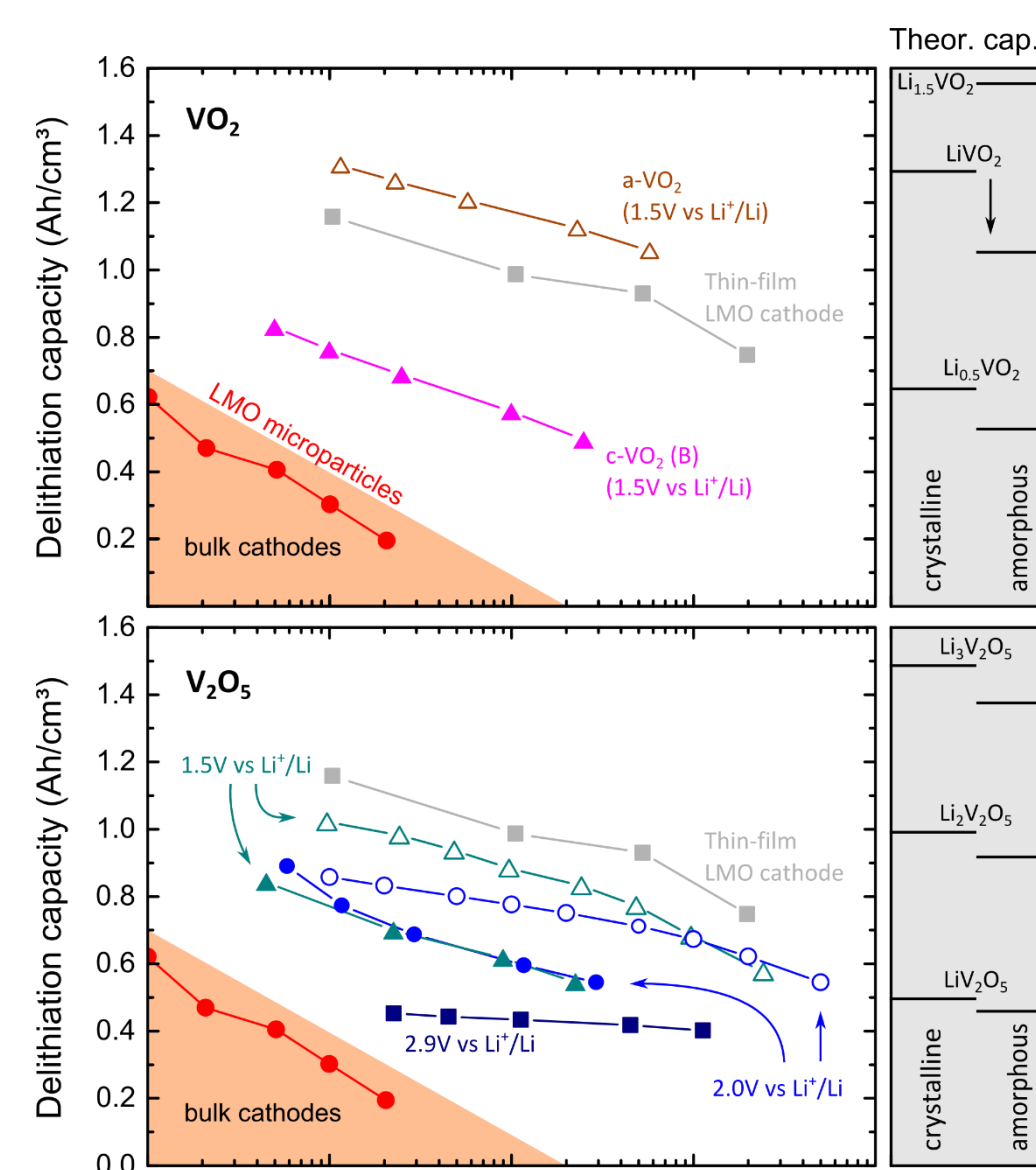 Theor. cap.
1.6
1.4
1.2
1.0
0.8
0.6
0.4
0.2
Delithiation capacity (Ah/cm³)
VO₂
a-VO₂
(1.5V vs Li⁺/Li)
Thin-film
LMO cathode
LMO microparticles
c-VO₂ (B)
(1.5V vs Li⁺/Li)
bulk cathodes
Li₁.₅VO₂
LiVO₂
Li₀.₅VO₂
crystalline
amorphous
1.6
1.4
1.2
1.0
0.8
0.6
0.4
0.2
0.0
Delithiation capacity (Ah/cm³)
V₂O₅
1.5V vs Li⁺/Li
Thin-film
LMO cathode
2.9V vs Li⁺/Li
2.0V vs Li⁺/Li
bulk cathodes
Li₃V₂O₅
Li₂V₂O₅
LiV₂O₅
crystalline
amorphous